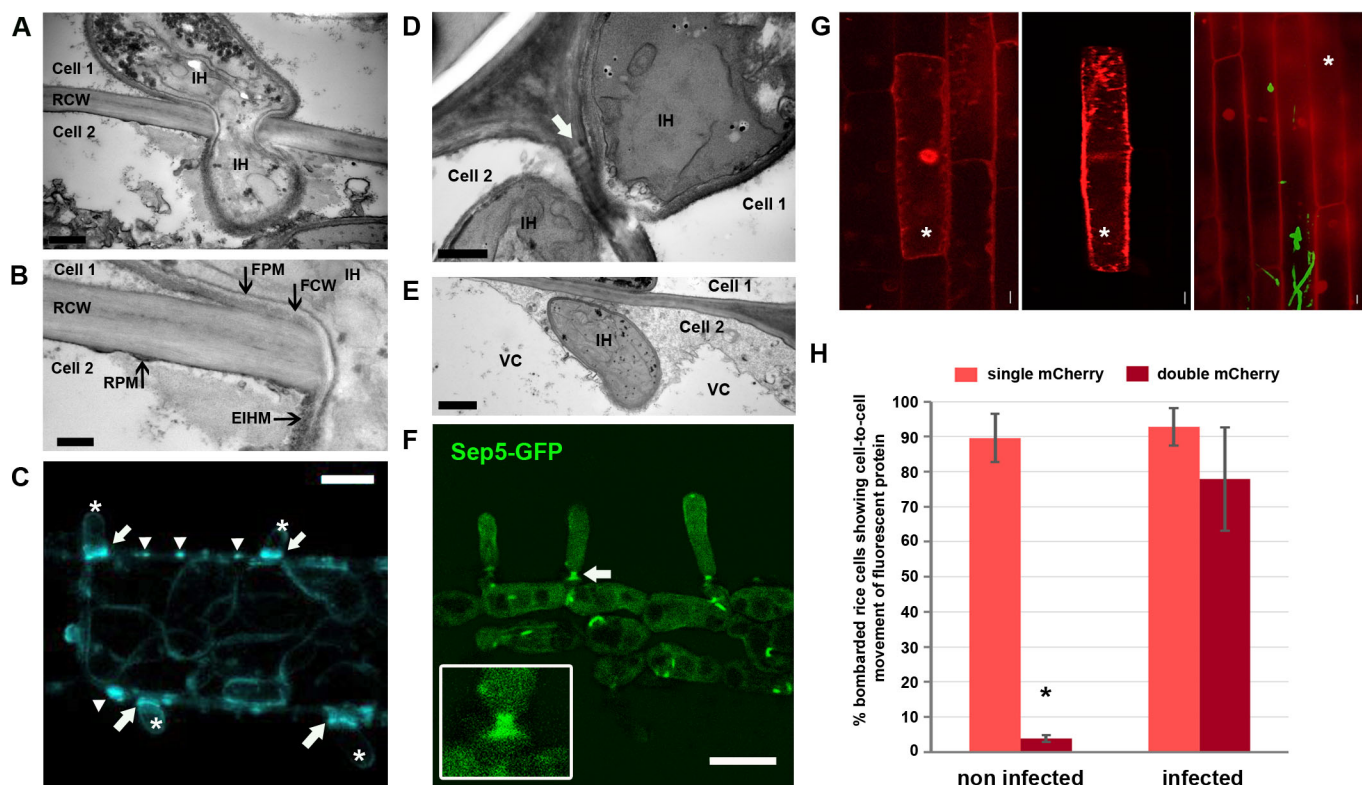 A
Cell 1
IH
RCW
Cell 2
IH
B
Cell 1
FPM
IH
FCW
RCW
Cell 2
RPM
EIHM
C
*
*
*
*
D
IH
Cell 2
Cell 1
IH
E
Cell 1
Cell 2
IH
VC
VC
F
Sep5-GFP
G
*
*
*
H
single mCherry
double mCherry
% bombarded rice cells showing cell-to-cell
movement of fluorescent protein
100
90
80
70
60
50
40
30
20
10
0
*
non infected
infected